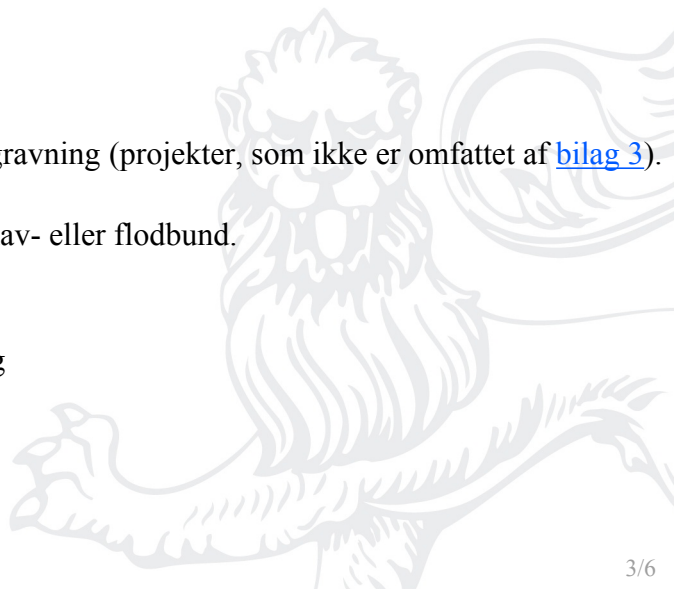 gravning (projekter, som ikke er omfattet af bilag 3).
av- eller flodbund.
g
3/6